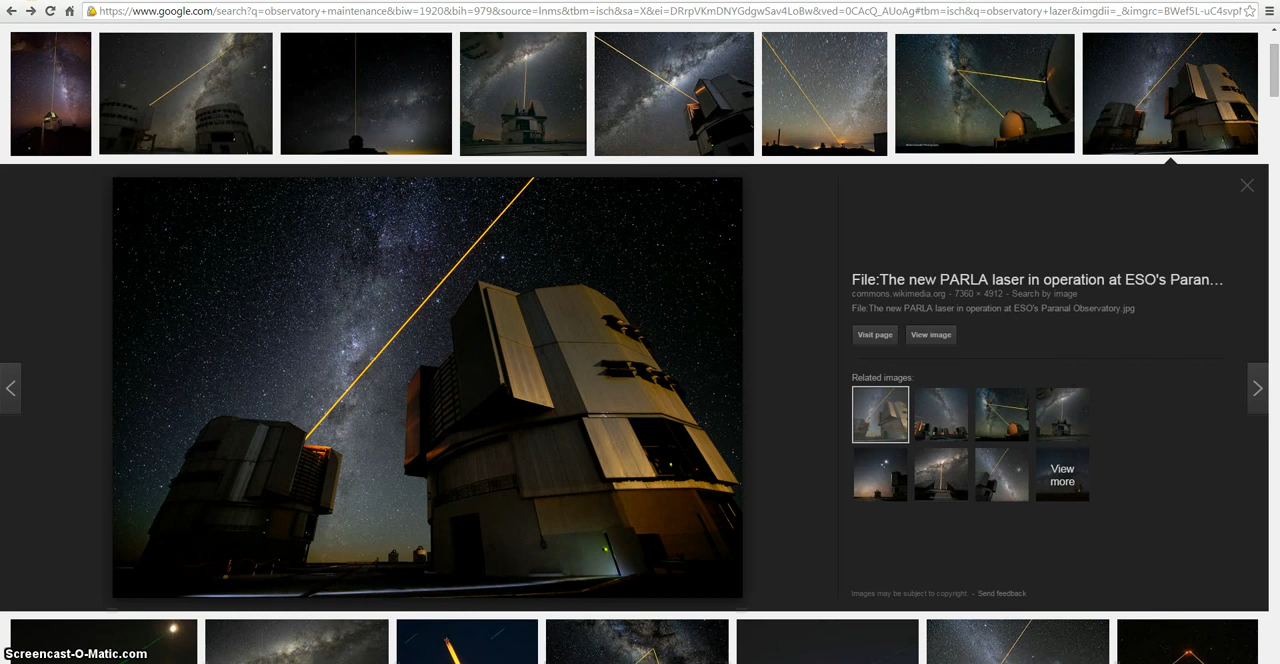 https://www.google.com/search?q=observatory+maintenance&biw=1920&bih=979&source=lnms&tbm=isch&sa=X&ei=DRrpVKmDNYGdgwSav4LoBw&ved=0CAcQ_AUoAg#tbm=isch&q=observatory+lazer&imgdii=_&imgrc=BWef5L-uC4svpM
File:The new PARLA laser in operation at ESO's Paran...
commons.wikimedia.org - 7360 × 4912 - Search by image
File:The new PARLA laser in operation at ESO's Paranal Observatory.jpg
Visit page View image
Related images:
View
more
Images may be subject to copyright. - Send feedback
Screencast-O-Matic.com